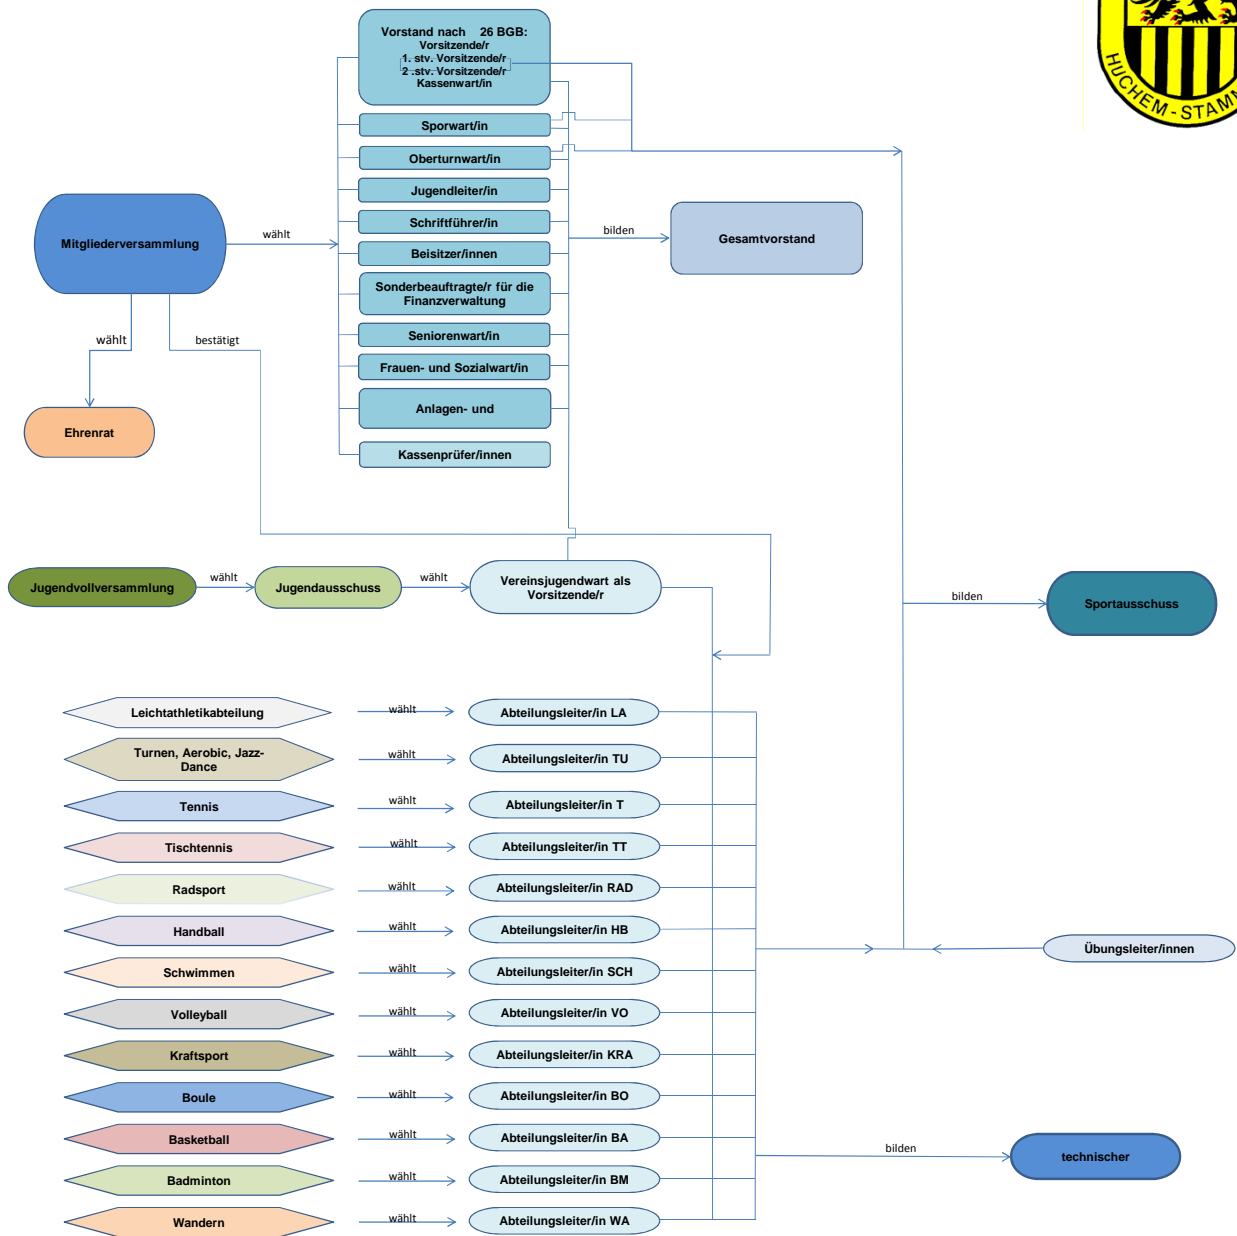 Vorstand nach 26 BGB:
Vorsitzende/r
1. stv. Vorsitzende/r
2 .stv. Vorsitzende/r
Kassenwart/in
HUCHEM-STAMM
Sporwart/in
Oberturnwart/in
Jugendleiter/in
Mitgliederversammlung
wählt
Schriftführer/in
bilden
Gesamtvorstand
Beisitzer/innen
Sonderbeauftragte/r für die
Finanzverwaltung
wählt
bestätigt
Seniorenwart/in
Frauen- und Sozialwart/in
Anlagen- und
Ehrenrat
Kassenprüfer/innen
Jugendvollversammlung
wählt
Jugendausschuss
wählt
Vereinsjugendwart als
Vorsitzende/r
bilden
Sportausschuss
Leichtathletikabteilung
wählt
Abteilungsleiter/in LA
Turnen, Aerobic, Jazz-
Dance
wählt
Abteilungsleiter/in TU
Tennis
wählt
Abteilungsleiter/in T
Tischtennis
wählt
Abteilungsleiter/in TT
Radsport
wählt
Abteilungsleiter/in RAD
Handball
wählt
Abteilungsleiter/in HB
Übungsleiter/innen
Schwimmen
wählt
Abteilungsleiter/in SCH
Volleyball
wählt
Abteilungsleiter/in VO
Kraftsport
wählt
Abteilungsleiter/in KRA
Boule
wählt
Abteilungsleiter/in BO
Basketball
wählt
Abteilungsleiter/in BA
bilden
technischer
Badminton
wählt
Abteilungsleiter/in BM
Wandern
wählt
Abteilungsleiter/in WA